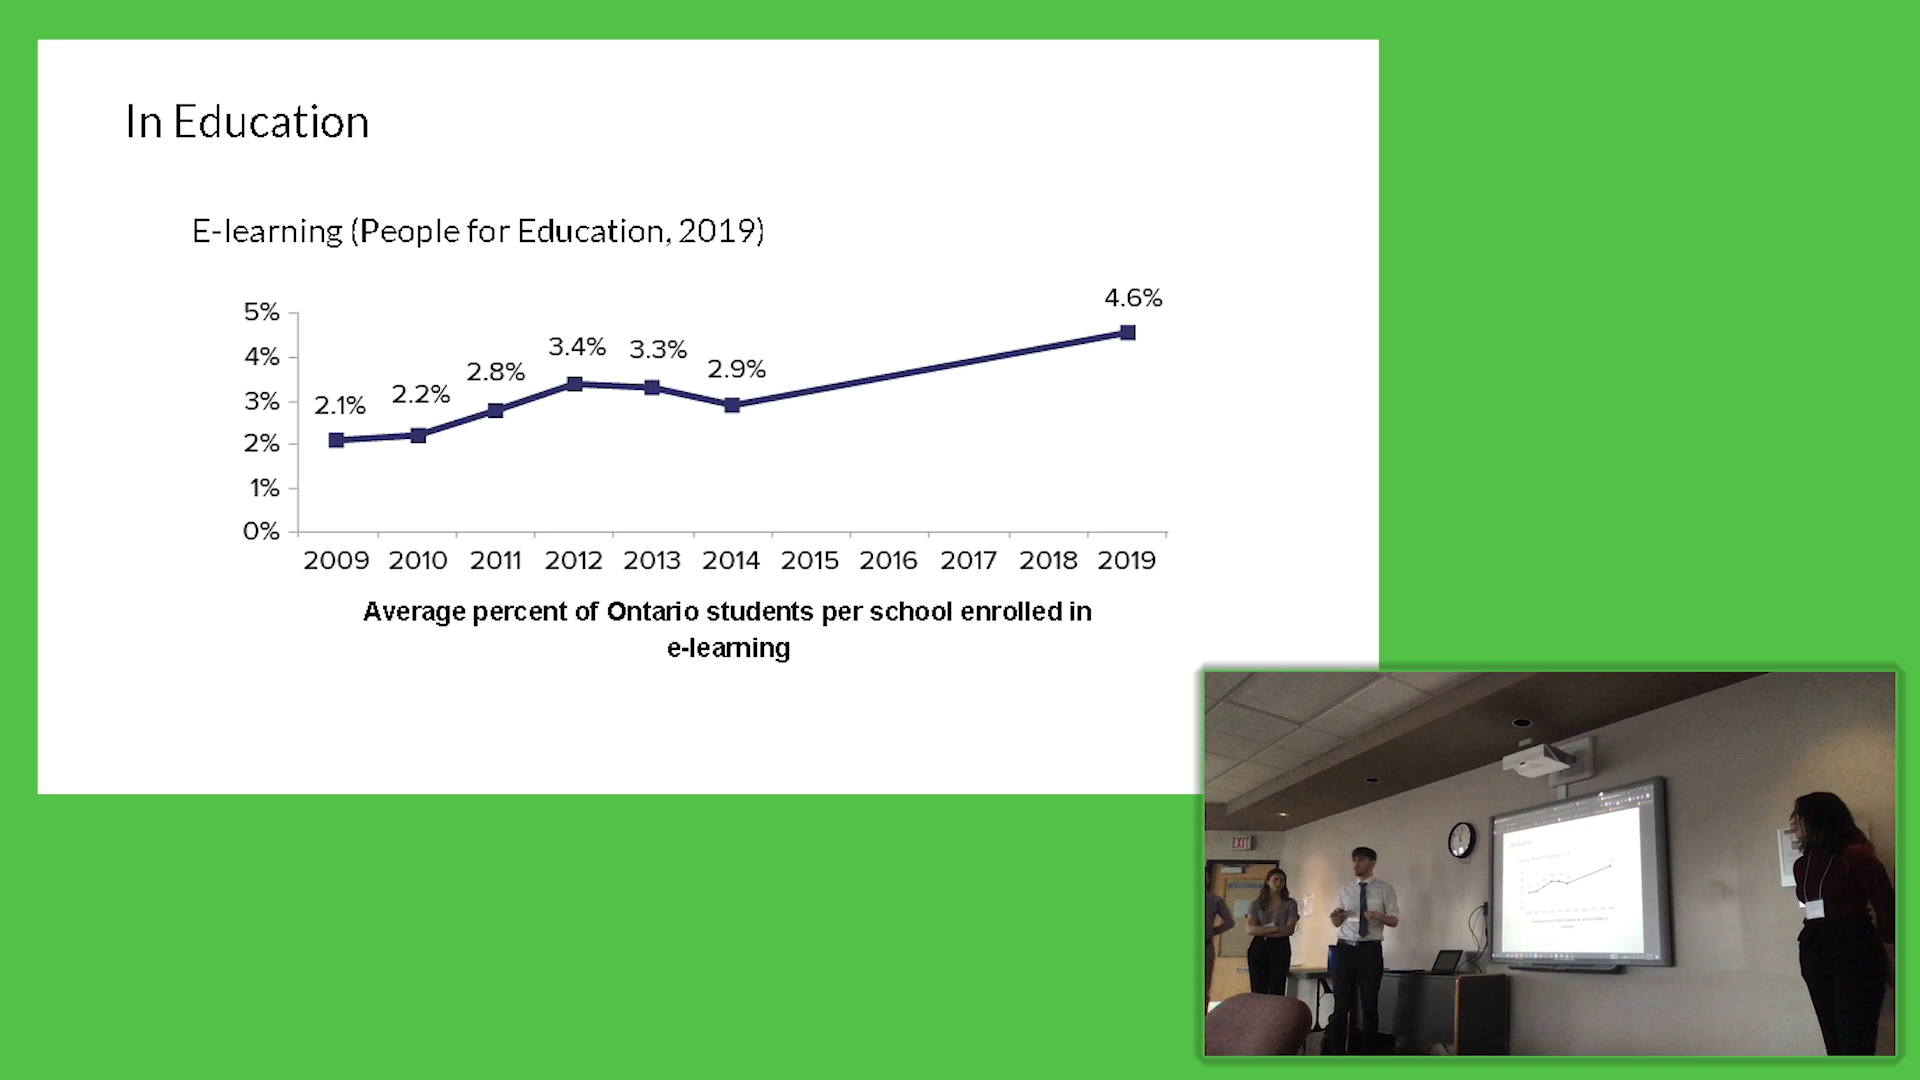 In Education
E-learning (People for Education, 2019)
5%
4%
3%
2%
1%
0%
2.1%
2.2%
2.8%
3.4%
3.3%
2.9%
4.6%
2009 2010 2011 2012 2013 2014 2015 2016 2017 2018 2019
Average percent of Ontario students per school enrolled in
e-learning
EXIT